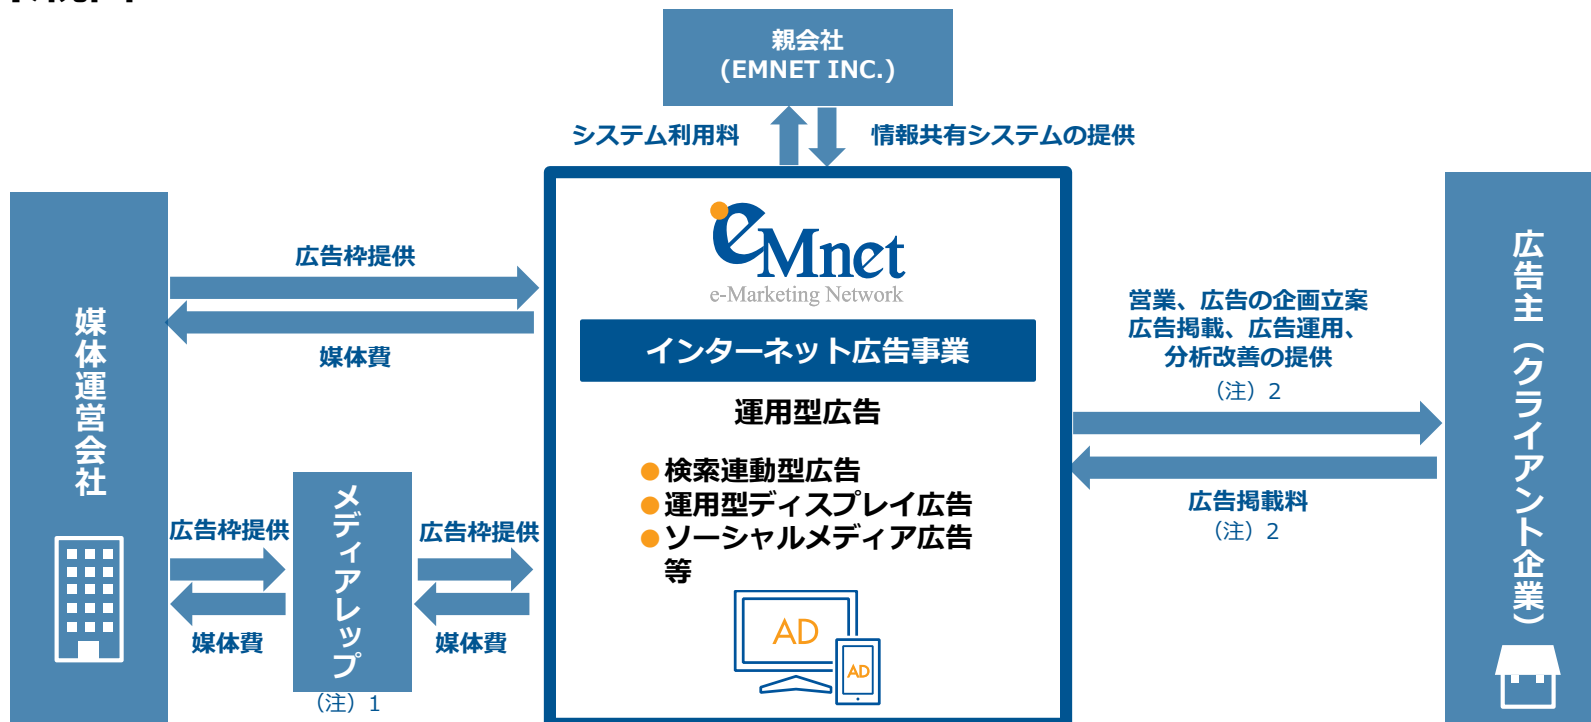 親会社
(EMNET INC.)
システム利用料
情報共有システムの提供
eMnet
e-Marketing Network
インターネット広告事業
運用型広告
検索連動型広告
運用型ディスプレイ広告
ソーシャルメディア広告
等
AD
AD
媒体運営会社
広告枠提供
媒体費
広告枠提供
媒体費
メディアレップ
(注) 1
広告枠提供
媒体費
営業、広告の企画立案
広告掲載、広告運用、
分析改善の提供
(注) 2
広告掲載料
(注) 2
広告主(クライアント企業)